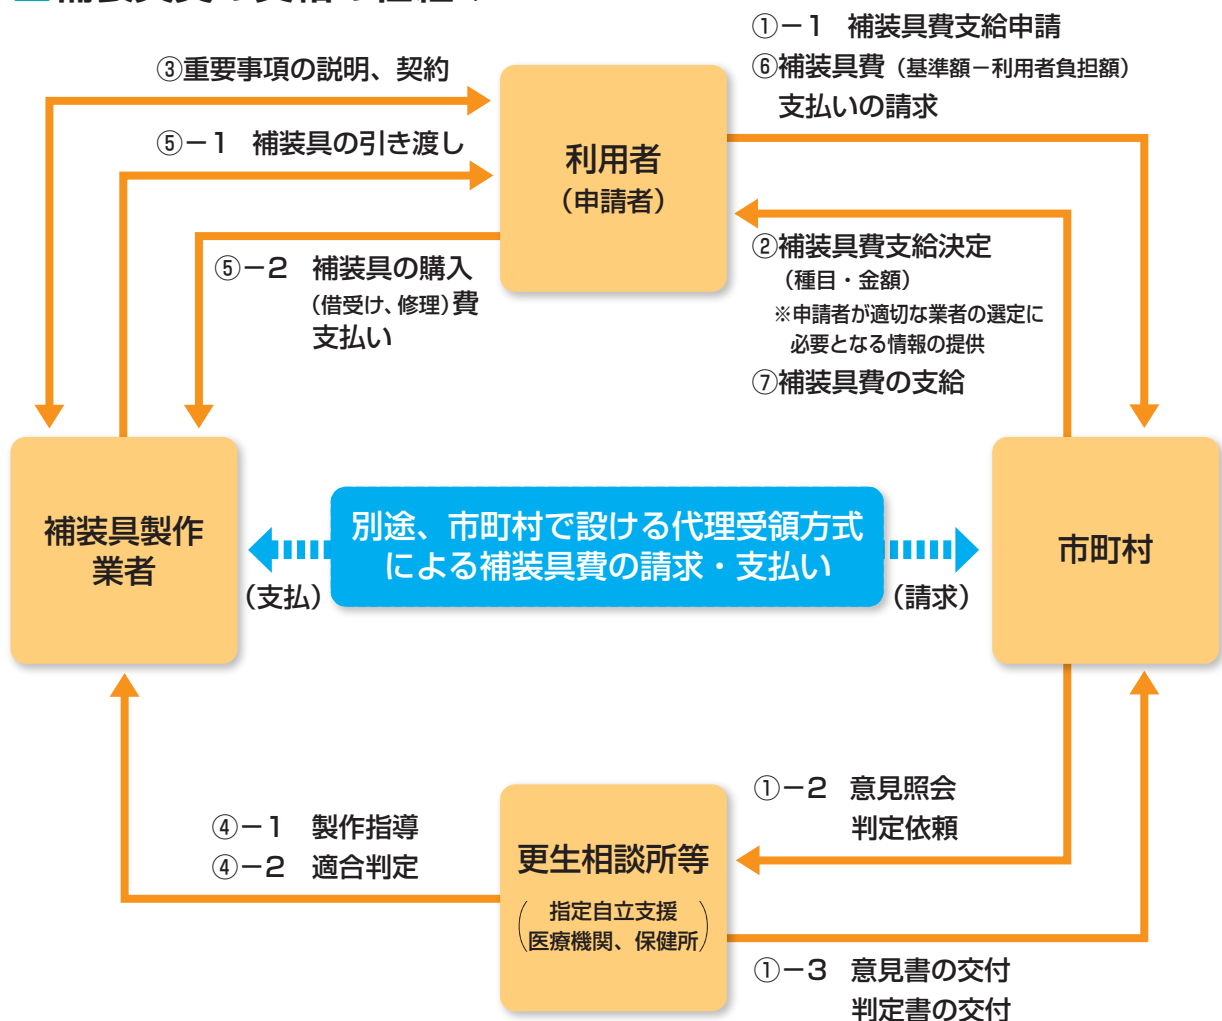 ①－1　補装具費支給申請
⑥補装具費（基準額－利用者負担額）
支払いの請求
③重要事項の説明、契約
⑤－1　補装具の引き渡し
利用者
（申請者）
⑤－2　補装具の購入
（借受け、修理）費
支払い
②補装具費支給決定
（種目・金額）
※申請者が適切な業者の選定に
必要となる情報の提供
⑦補装具費の支給
補装具製作
業者
別途、市町村で設ける代理受領方式
による補装具費の請求・支払い
（支払）
（請求）
市町村
④－1　製作指導
④－2　適合判定
更生相談所等
（指定自立支援
医療機関、保健所）
①－2　意見照会
判定依頼
①－3　意見書の交付
判定書の交付